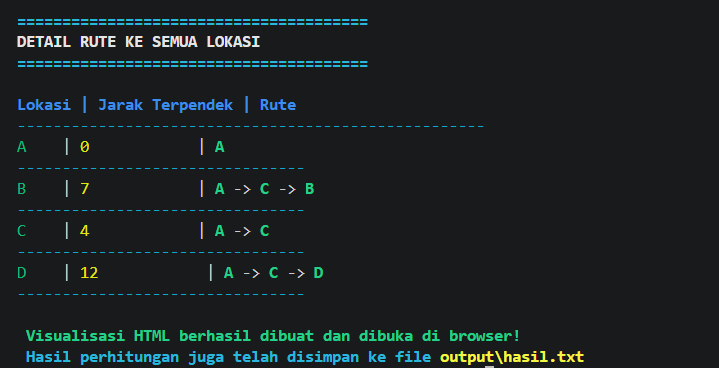 =======================================
DETAIL RUTE KE SEMUA LOKASI
=======================================
Lokasi | Jarak Terpendek | Rute
----------------------------------------------------
A    | 0            | A
--------------------------------
B    | 7            | A -> C -> B
--------------------------------
C    | 4            | A -> C
--------------------------------
D    | 12            | A -> C -> D
--------------------------------
Visualisasi HTML berhasil dibuat dan dibuka di browser!
Hasil perhitungan juga telah disimpan ke file output\hasil.txt